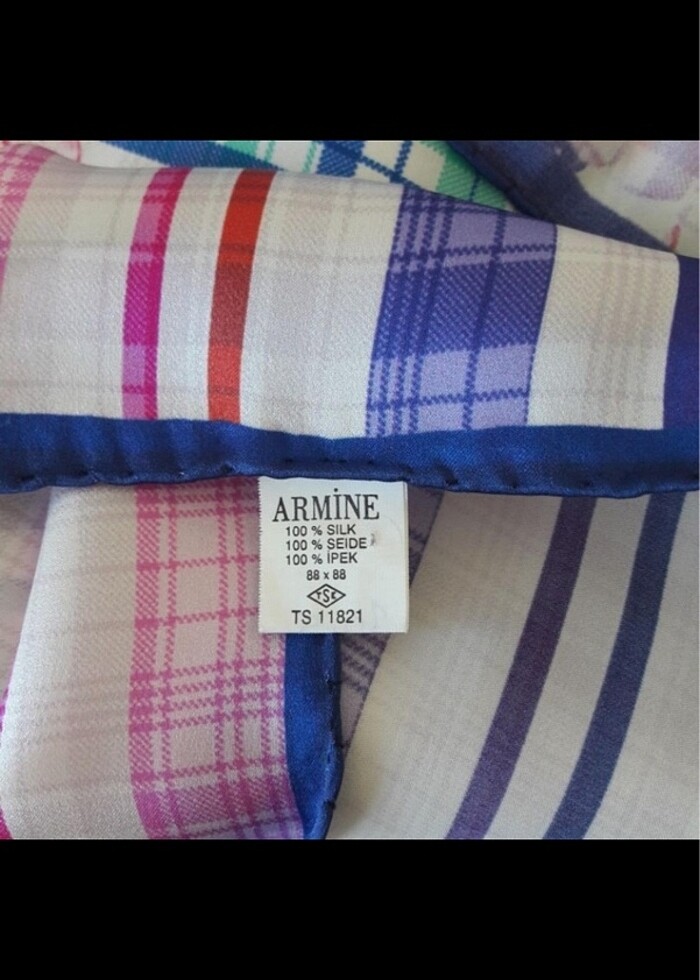 ARMİNE
100 % SILK
100 % SEIDE
100 % İPEK
88 x 88
TSE
TS 11821